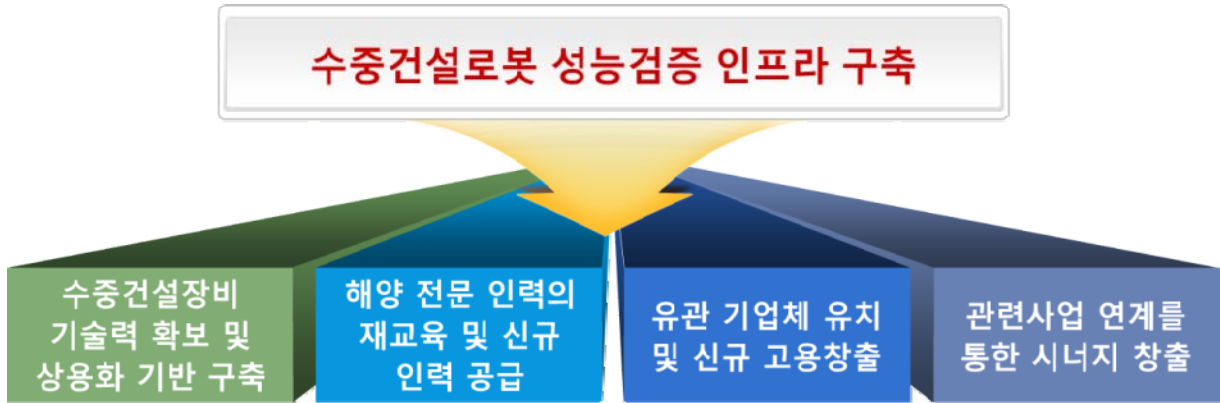 수중건설로봇 성능검증 인프라 구축
수중건설장비
기술력 확보 및
상용화 기반 구축
해양 전문 인력의
재교육 및 신규
인력 공급
유관 기업체 유치
및 신규 고용창출
관련사업 연계를
통한 시너지 창출